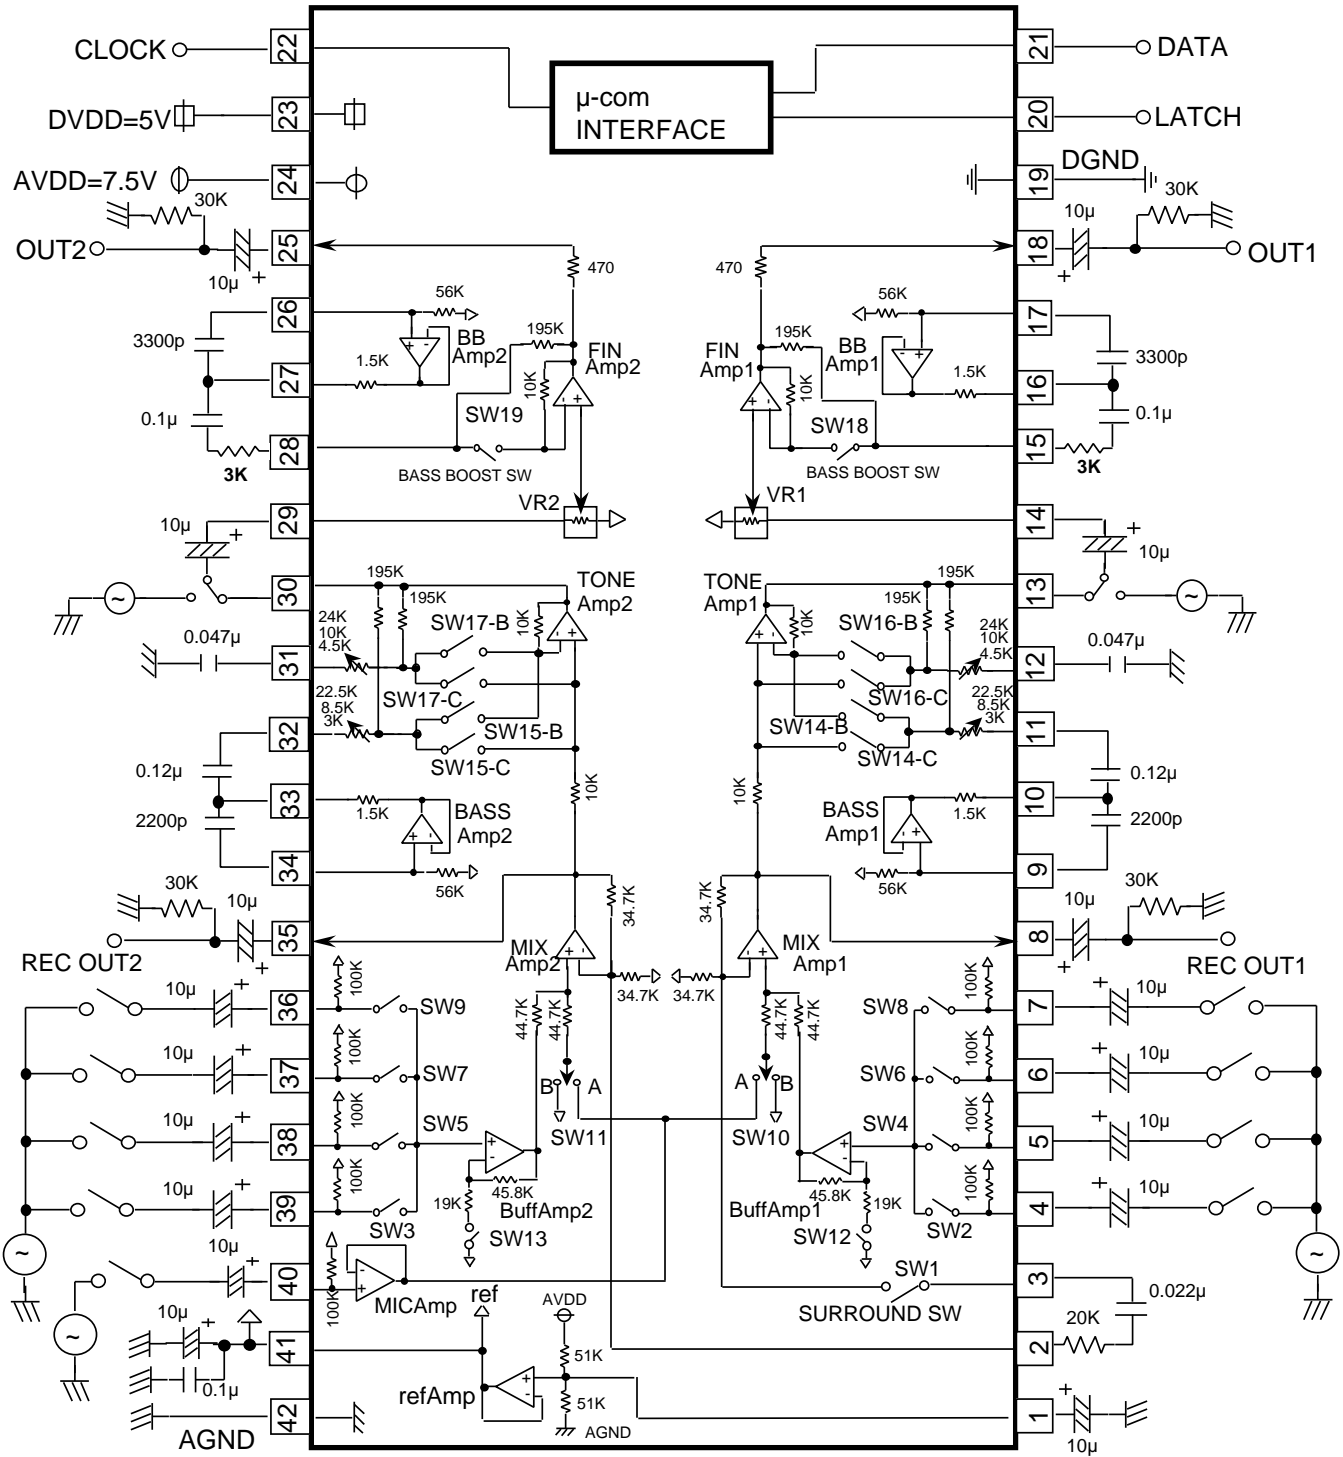 CLOCK
22
21
DATA
µ-com
INTERFACE
DVDD=5V
23
20
LATCH
AVDD=7.5V
24
19
DGND
30K
30K
10µ
OUT2
25
18
OUT1
10µ
+
+
470
470
26
17
56K
56K
3300p
3300p
BB
Amp2
BB
Amp1
195K
195K
FIN
Amp2
FIN
Amp1
27
16
1.5K
1.5K
10K
10K
0.1µ
0.1µ
SW19
SW18
28
15
3K
3K
BASS BOOST SW
BASS BOOST SW
VR2
VR1
29
14
10µ
+
+
10µ
30
13
~
~
195K
195K
195K
195K
TONE
Amp2
TONE
Amp1
24K
10K
4.5K
24K
10K
4.5K
SW17-B
SW16-B
10K
10K
0.047µ
0.047µ
31
12
SW17-C
SW16-C
22.5K
8.5K
3K
22.5K
8.5K
3K
SW15-B
SW14-B
32
11
SW15-C
SW14-C
0.12µ
0.12µ
33
10
10K
10K
1.5K
1.5K
BASS
Amp2
BASS
Amp1
2200p
2200p
34
9
56K
56K
30K
30K
10µ
10µ
34.7K
34.7K
35
8
+
+
REC OUT2
REC OUT1
MIX
Amp2
MIX
Amp1
34.7K
34.7K
10µ
+
36
100K
SW9
44.7K
44.7K
44.7K
44.7K
SW8
100K
7
+
10µ
10µ
+
37
100K
SW7
B
A
A
B
SW6
100K
6
+
10µ
10µ
+
38
100K
SW5
SW11
SW10
SW4
100K
5
+
10µ
10µ
+
39
100K
SW3
45.8K
45.8K
19K
19K
BuffAmp2
BuffAmp1
SW13
SW12
SW2
100K
4
+
10µ
~
~
10µ
+
40
100K
MICAmp
SW1
SURROUND SW
3
0.022µ
20K
~
10µ
+
41
ref
AVDD
2
0.1µ
51K
refAmp
51K
AGND
AGND
42
1
+
10µ